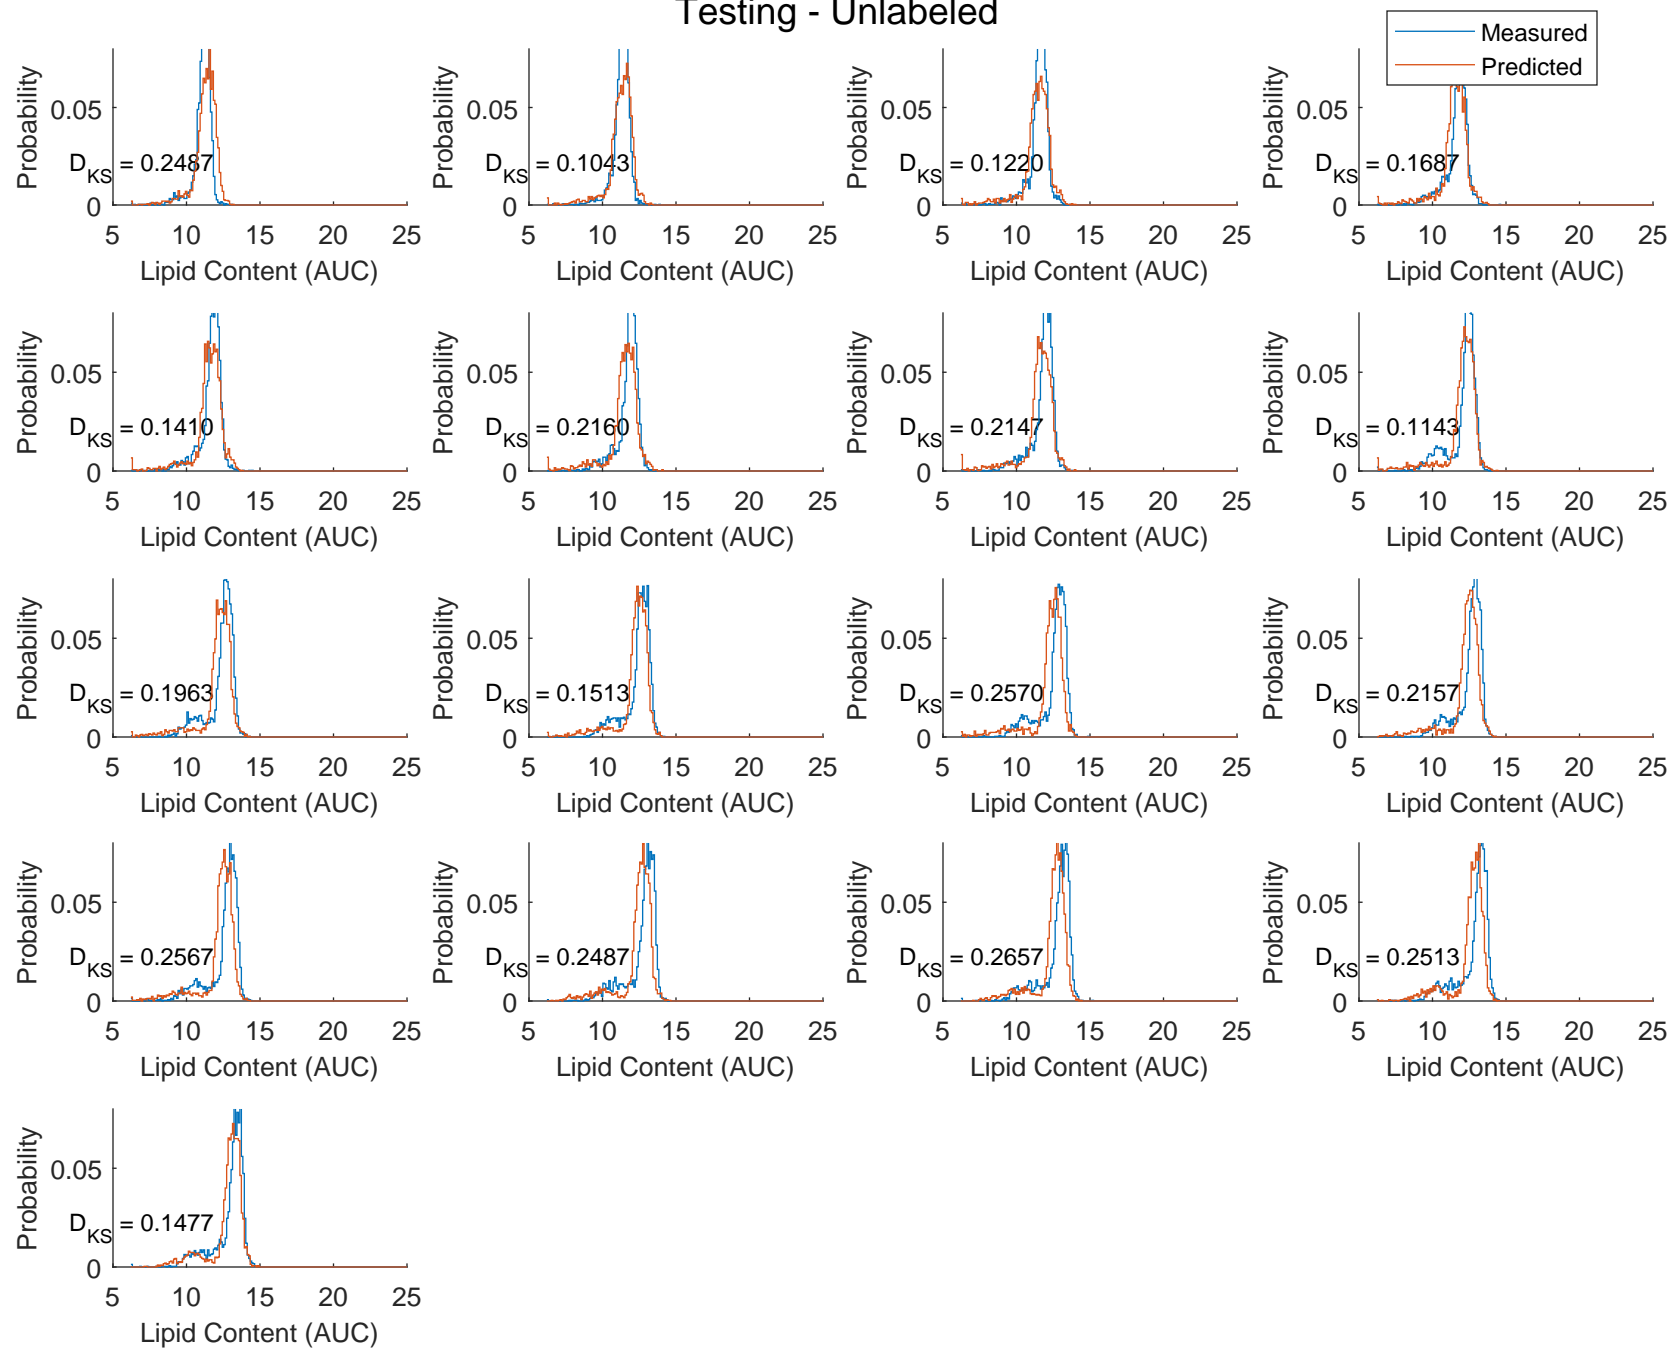 Testing - Unlabeled
Measured
Predicted
Probability
0.05
0
D_KS = 0.2487
5 10 15 20 25
Lipid Content (AUC)
Probability
0.05
0
D_KS = 0.1043
5 10 15 20 25
Lipid Content (AUC)
Probability
0.05
0
D_KS = 0.1220
5 10 15 20 25
Lipid Content (AUC)
Probability
0.05
0
D_KS = 0.1687
5 10 15 20 25
Lipid Content (AUC)
Probability
0.05
0
D_KS = 0.1410
5 10 15 20 25
Lipid Content (AUC)
Probability
0.05
0
D_KS = 0.2160
5 10 15 20 25
Lipid Content (AUC)
Probability
0.05
0
D_KS = 0.2147
5 10 15 20 25
Lipid Content (AUC)
Probability
0.05
0
D_KS = 0.1143
5 10 15 20 25
Lipid Content (AUC)
Probability
0.05
0
D_KS = 0.1963
5 10 15 20 25
Lipid Content (AUC)
Probability
0.05
0
D_KS = 0.1513
5 10 15 20 25
Lipid Content (AUC)
Probability
0.05
0
D_KS = 0.2570
5 10 15 20 25
Lipid Content (AUC)
Probability
0.05
0
D_KS = 0.2157
5 10 15 20 25
Lipid Content (AUC)
Probability
0.05
0
D_KS = 0.2567
5 10 15 20 25
Lipid Content (AUC)
Probability
0.05
0
D_KS = 0.2487
5 10 15 20 25
Lipid Content (AUC)
Probability
0.05
0
D_KS = 0.2657
5 10 15 20 25
Lipid Content (AUC)
Probability
0.05
0
D_KS = 0.2513
5 10 15 20 25
Lipid Content (AUC)
Probability
0.05
0
D_KS = 0.1477
5 10 15 20 25
Lipid Content (AUC)